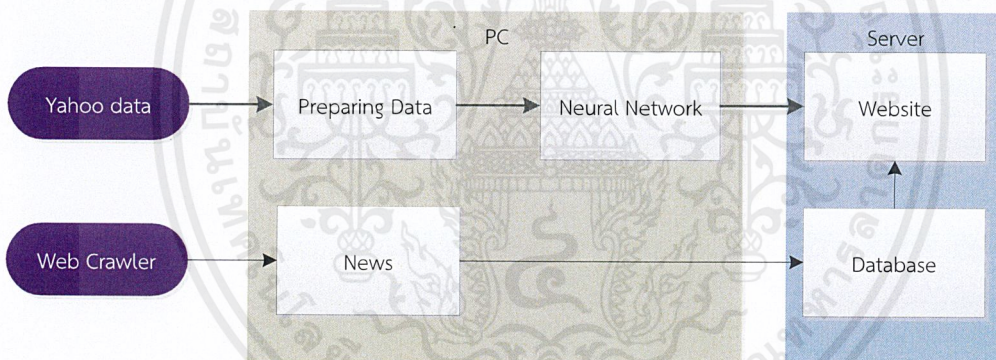 PC
Server
Yahoo data
Preparing Data
Neural Network
Website
Web Crawler
News
Database